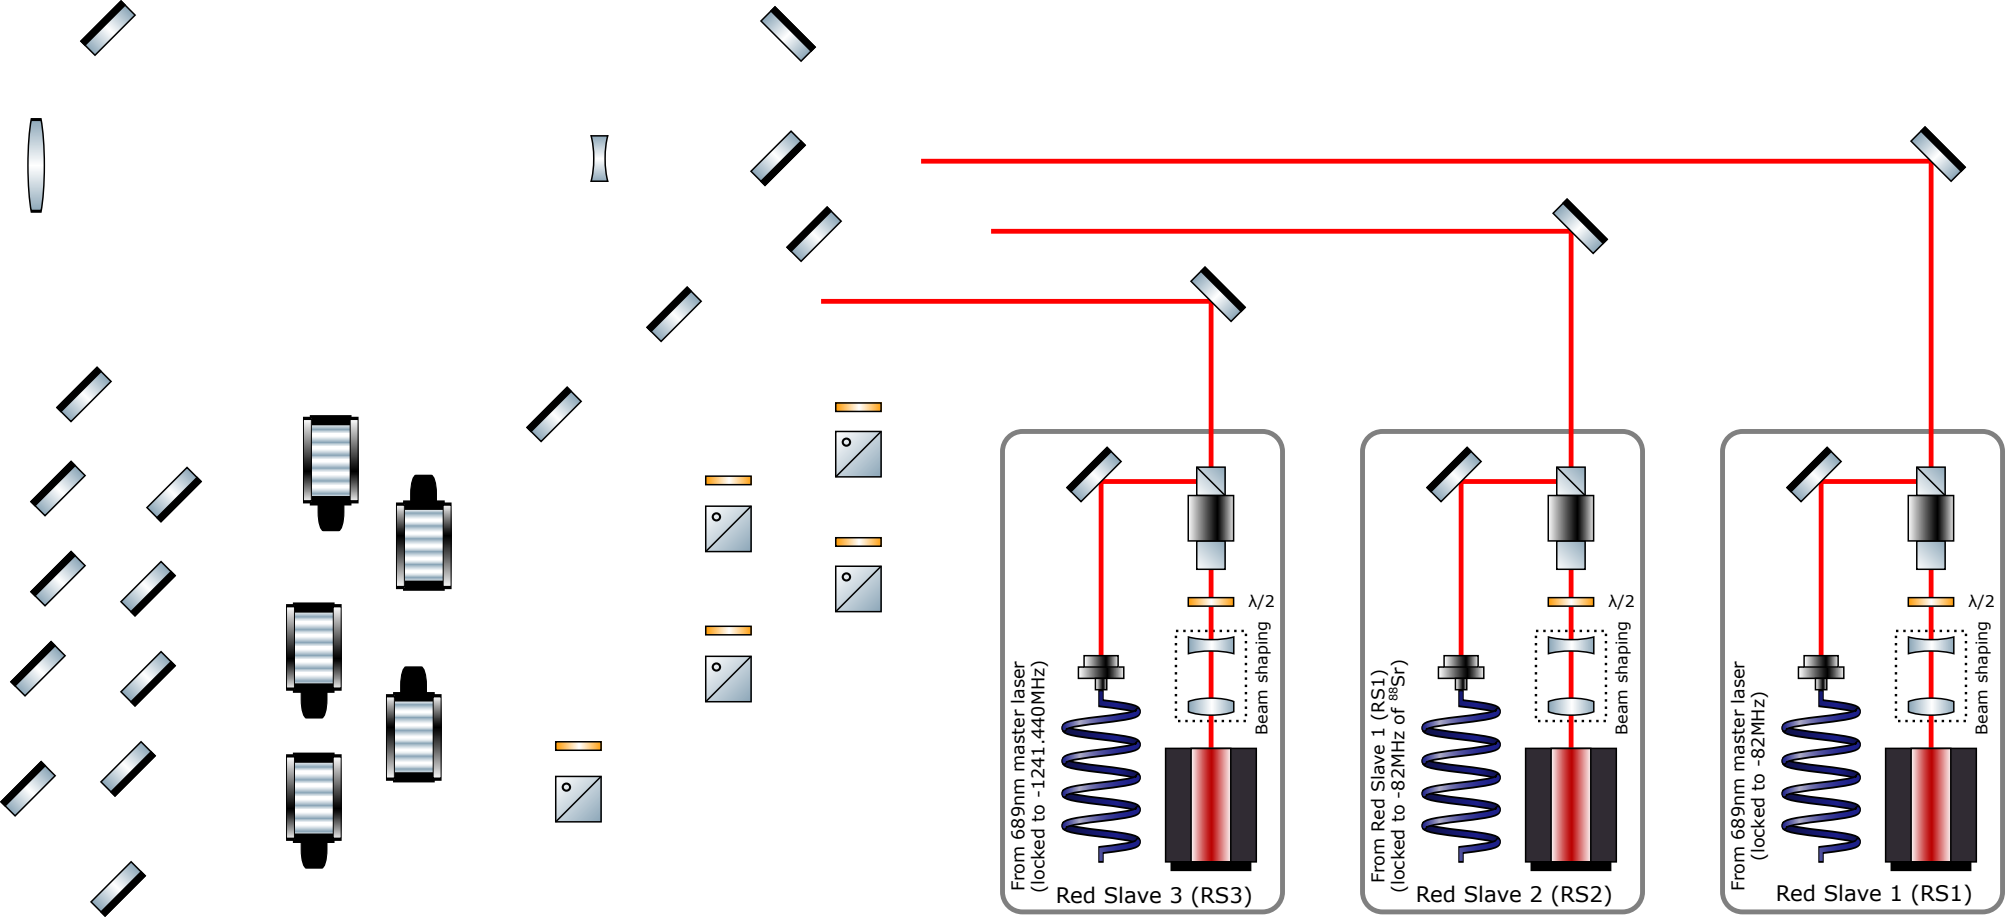 From 689nm master laser
(locked to -1241.440MHz)
λ/2
Beam shaping
Red Slave 3 (RS3)
From Red Slave 1 (RS1)
(locked to -82MHz of ⁸⁸Sr)
λ/2
Beam shaping
Red Slave 2 (RS2)
From 689nm master laser
(locked to -82MHz)
λ/2
Beam shaping
Red Slave 1 (RS1)